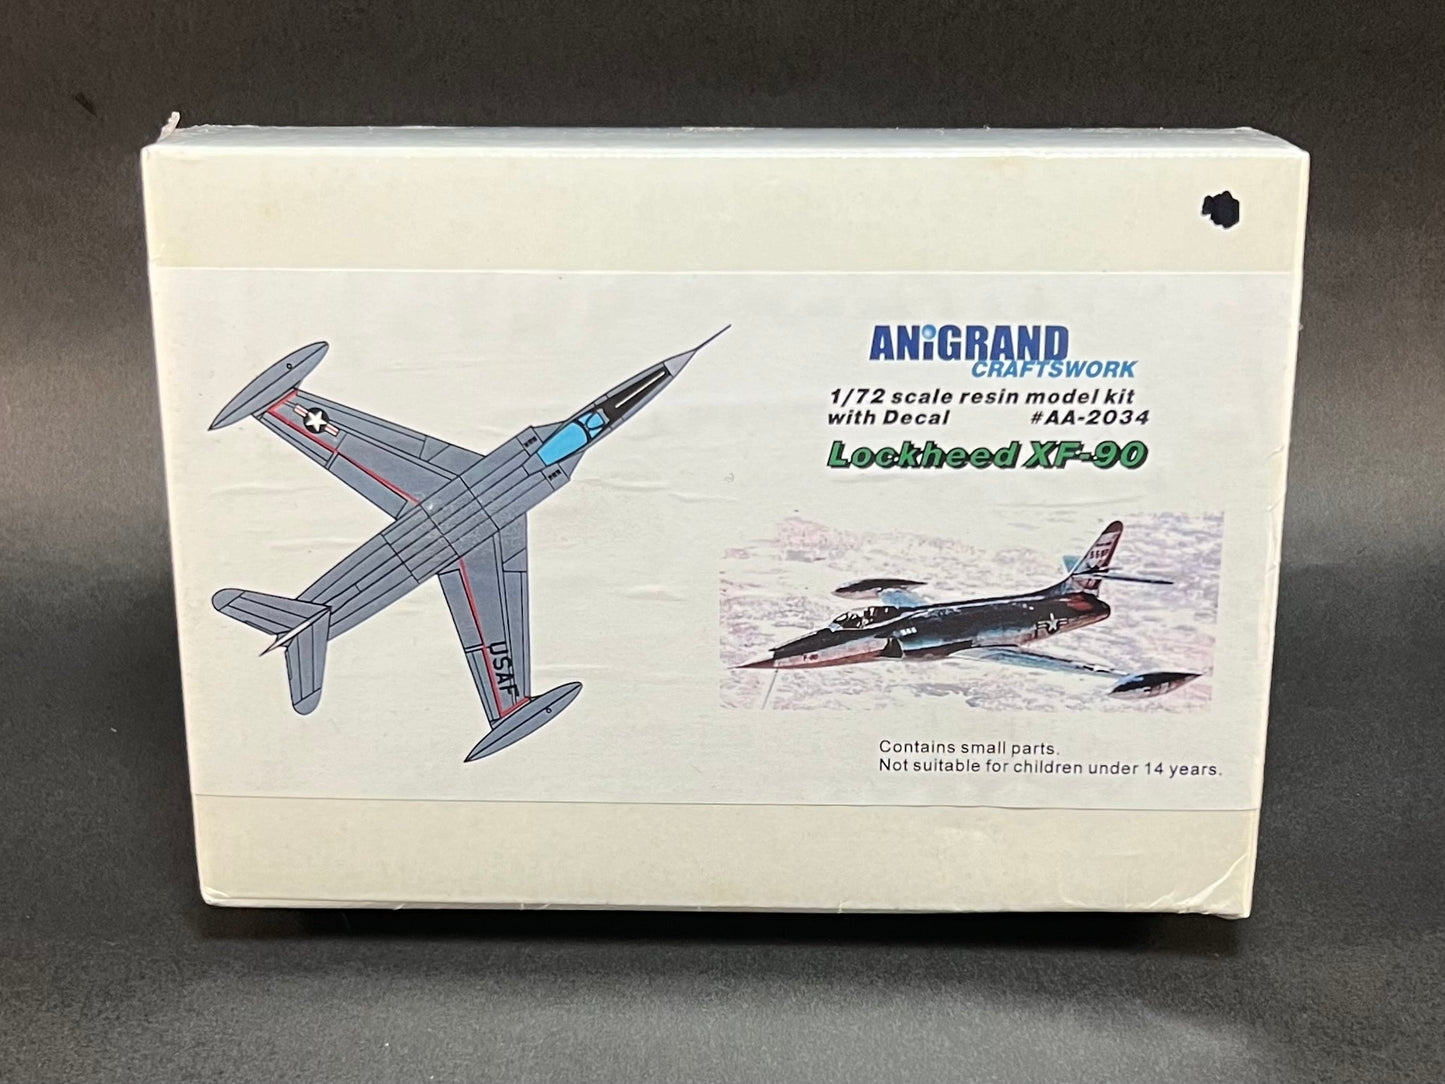 ANiGRAND
CRAFTSWORK
1/72 scale resin model kit
with Decal #AA-2034
Lockheed XF-90
USAF
Contains small parts.
Not suitable for children under 14 years.